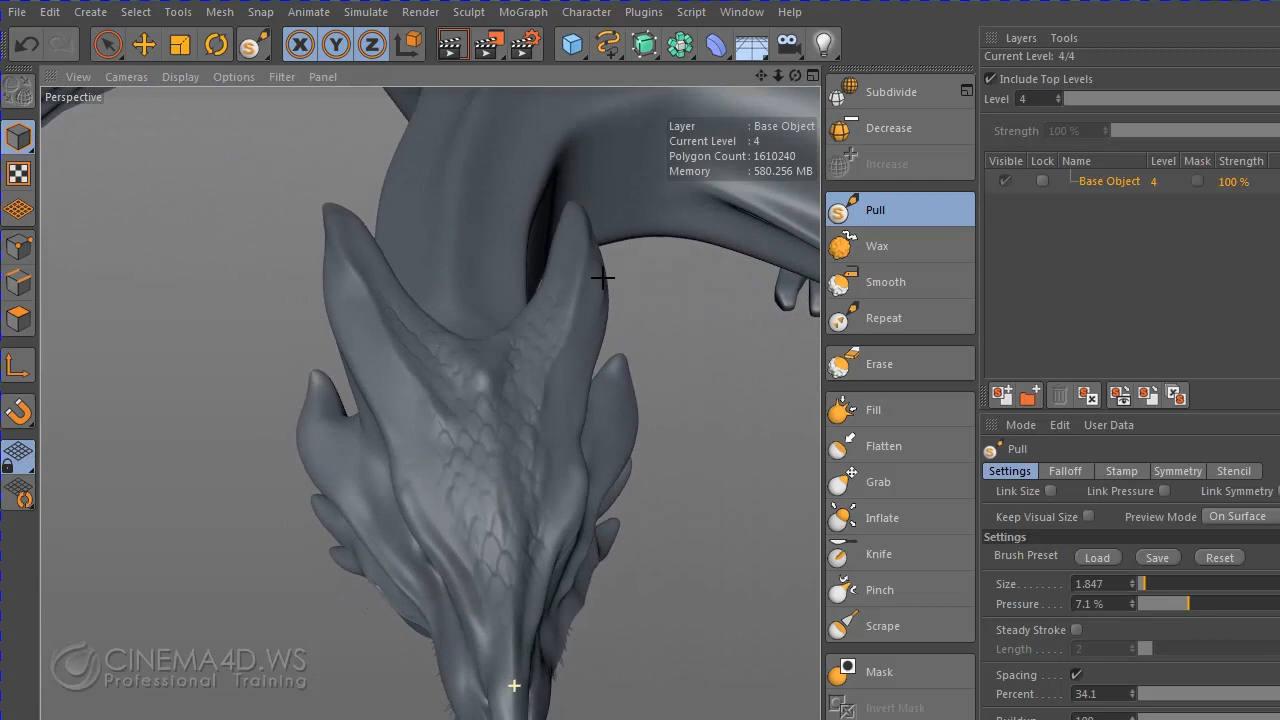 File Edit Create Select Tools Mesh Snap Animate Simulate Render Sculpt MoGraph Character Plugins Script Window Help
Layers Tools
Current Level: 4/4
View Cameras Display Options Filter Panel
Include Top Levels
Subdivide
Perspective
Level 4
Layer : Base Object
Decrease
Strength 100 %
Current Level : 4
Polygon Count : 1610240
Increase
Visible Lock Name Level Mask Strength
Memory : 580.256 MB
Base Object 4 100 %
Pull
Wax
Smooth
Repeat
Erase
Fill
Mode Edit User Data
Flatten
Pull
Settings Falloff Stamp Symmetry Stencil
Grab
Link Size Link Pressure Link Symmetry
Inflate
Keep Visual Size Preview Mode On Surface
Settings
Knife
Brush Preset Load Save Reset
Pinch
Size 1.847
Pressure 7.1 %
Scrape
Steady Stroke
Length 2
CINEMA4D.WS
Professional Training
Mask
Spacing
Percent 34.1
Invert Mask